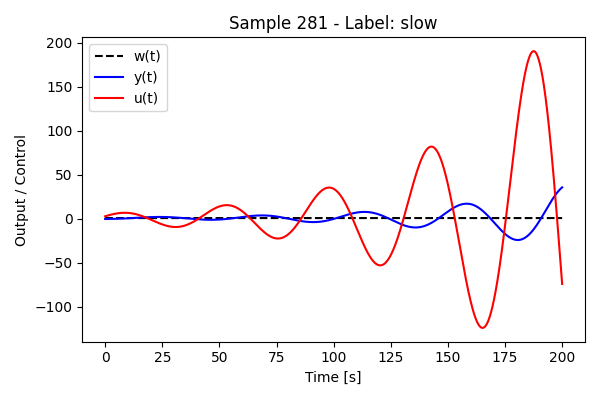 Sample 281 - Label: slow
w(t)
y(t)
u(t)
Output / Control
200
150
100
50
0
−50
−100
0 25 50 75 100 125 150 175 200
Time [s]